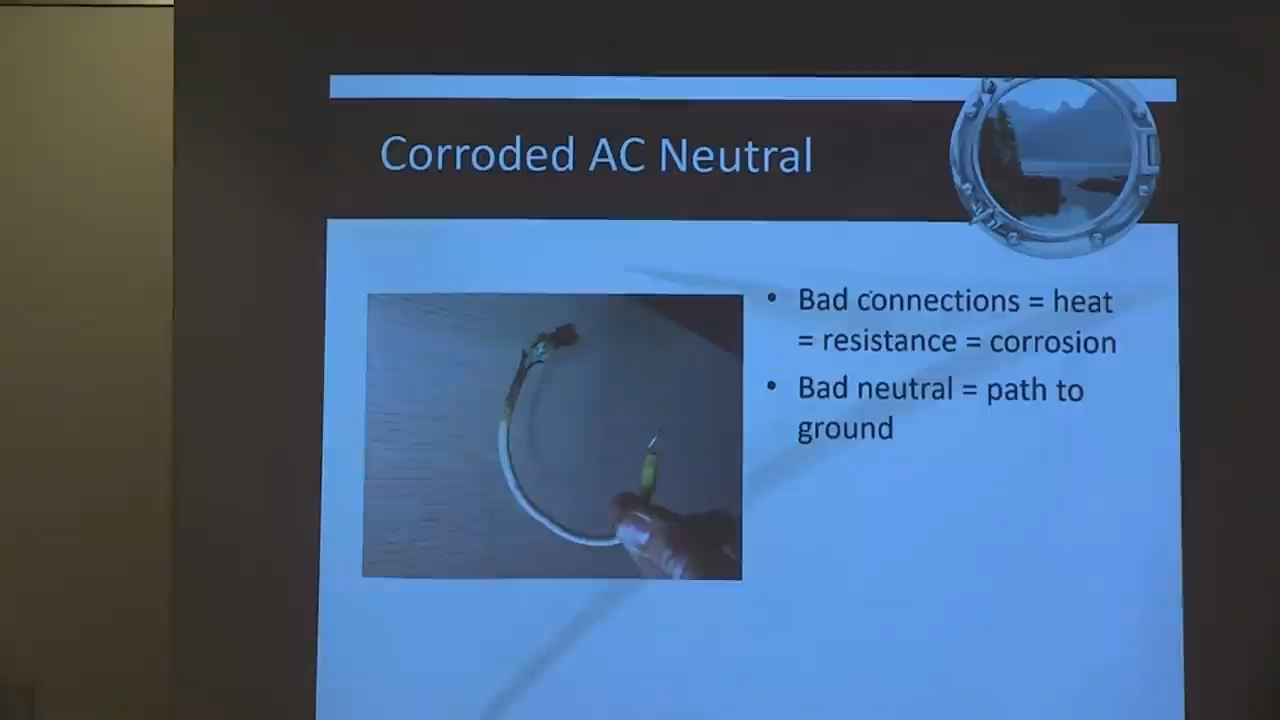 Corroded AC Neutral
• Bad connections = heat
= resistance = corrosion
• Bad neutral = path to
ground